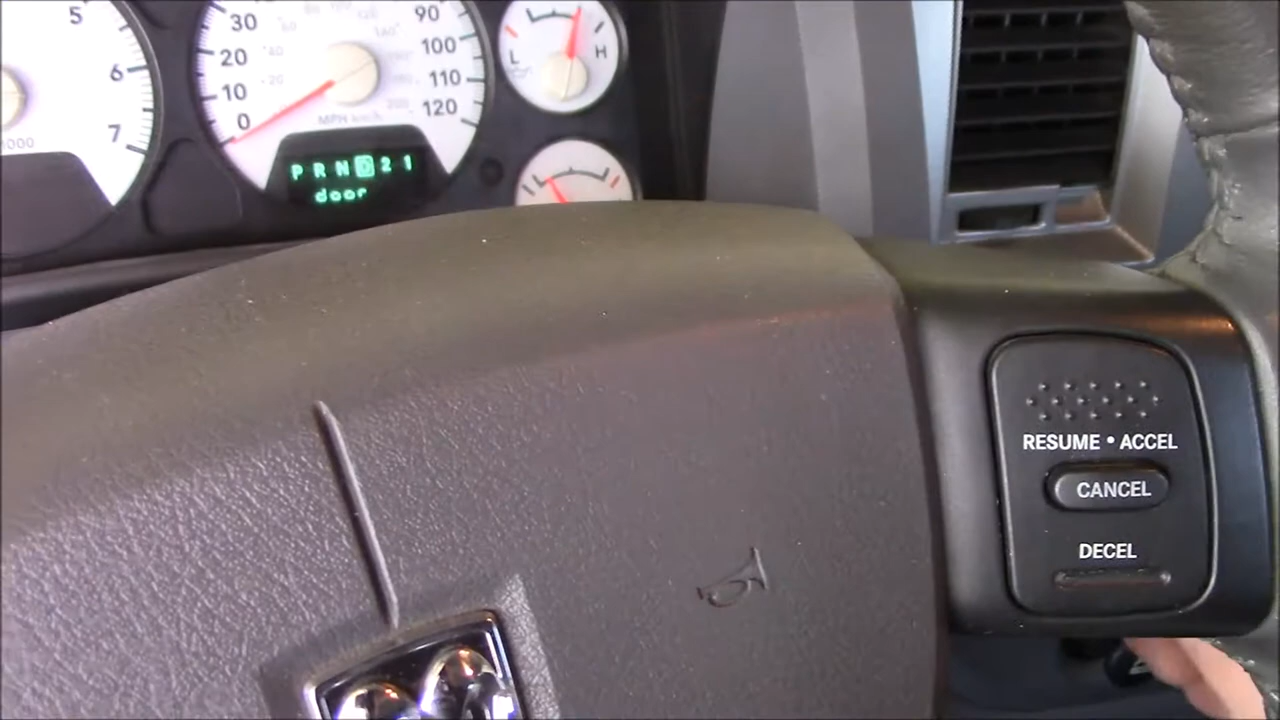 5
6
7
1000
30
20
10
0
90
100
110
120
MPH km/h
P R N D 2 1
door
L
H
RESUME • ACCEL
CANCEL
DECEL